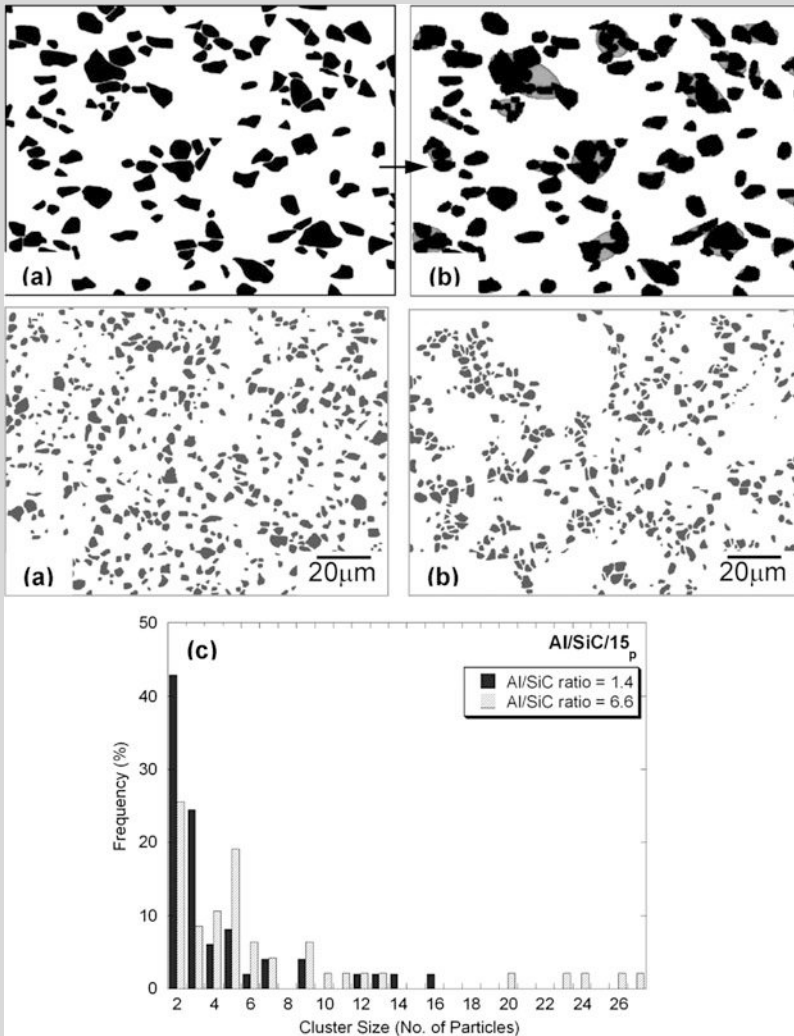 (a)
(b)
(a)
20μm
(b)
20μm
(c)
Al/SiC/15p
Al/SiC ratio = 1.4
Al/SiC ratio = 6.6
Frequency (%)
50
40
30
20
10
0
2 4 6 8 10 12 14 16 18 20 22 24 26
Cluster Size (No. of Particles)